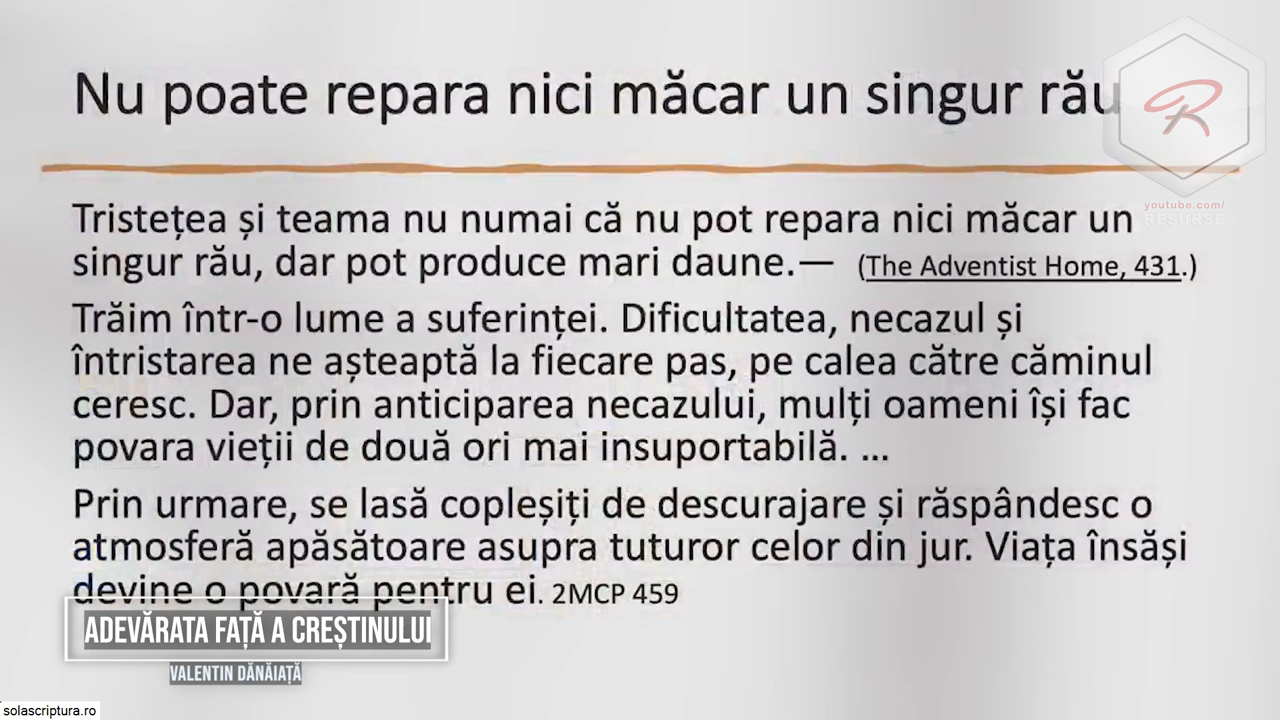 Nu poate repara nici măcar un singur rău
youtube.com/
RESURSE
Tristețea și teama nu numai că nu pot repara nici măcar un
singur rău, dar pot produce mari daune.— (The Adventist Home, 431.)
Trăim într-o lume a suferinței. Dificultatea, necazul și
întristarea ne așteaptă la fiecare pas, pe calea către căminul
ceresc. Dar, prin anticiparea necazului, mulți oameni își fac
povara vieții de două ori mai insuportabilă. ...
Prin urmare, se lasă copleșiți de descurajare și răspândesc o
atmosferă apăsătoare asupra tuturor celor din jur. Viața însăși
devine o povară pentru ei. 2MCP 459
ADEVĂRATA FAȚĂ A CREȘTINULUI
VALENTIN DĂNĂIAȚĂ
solascriptura.ro